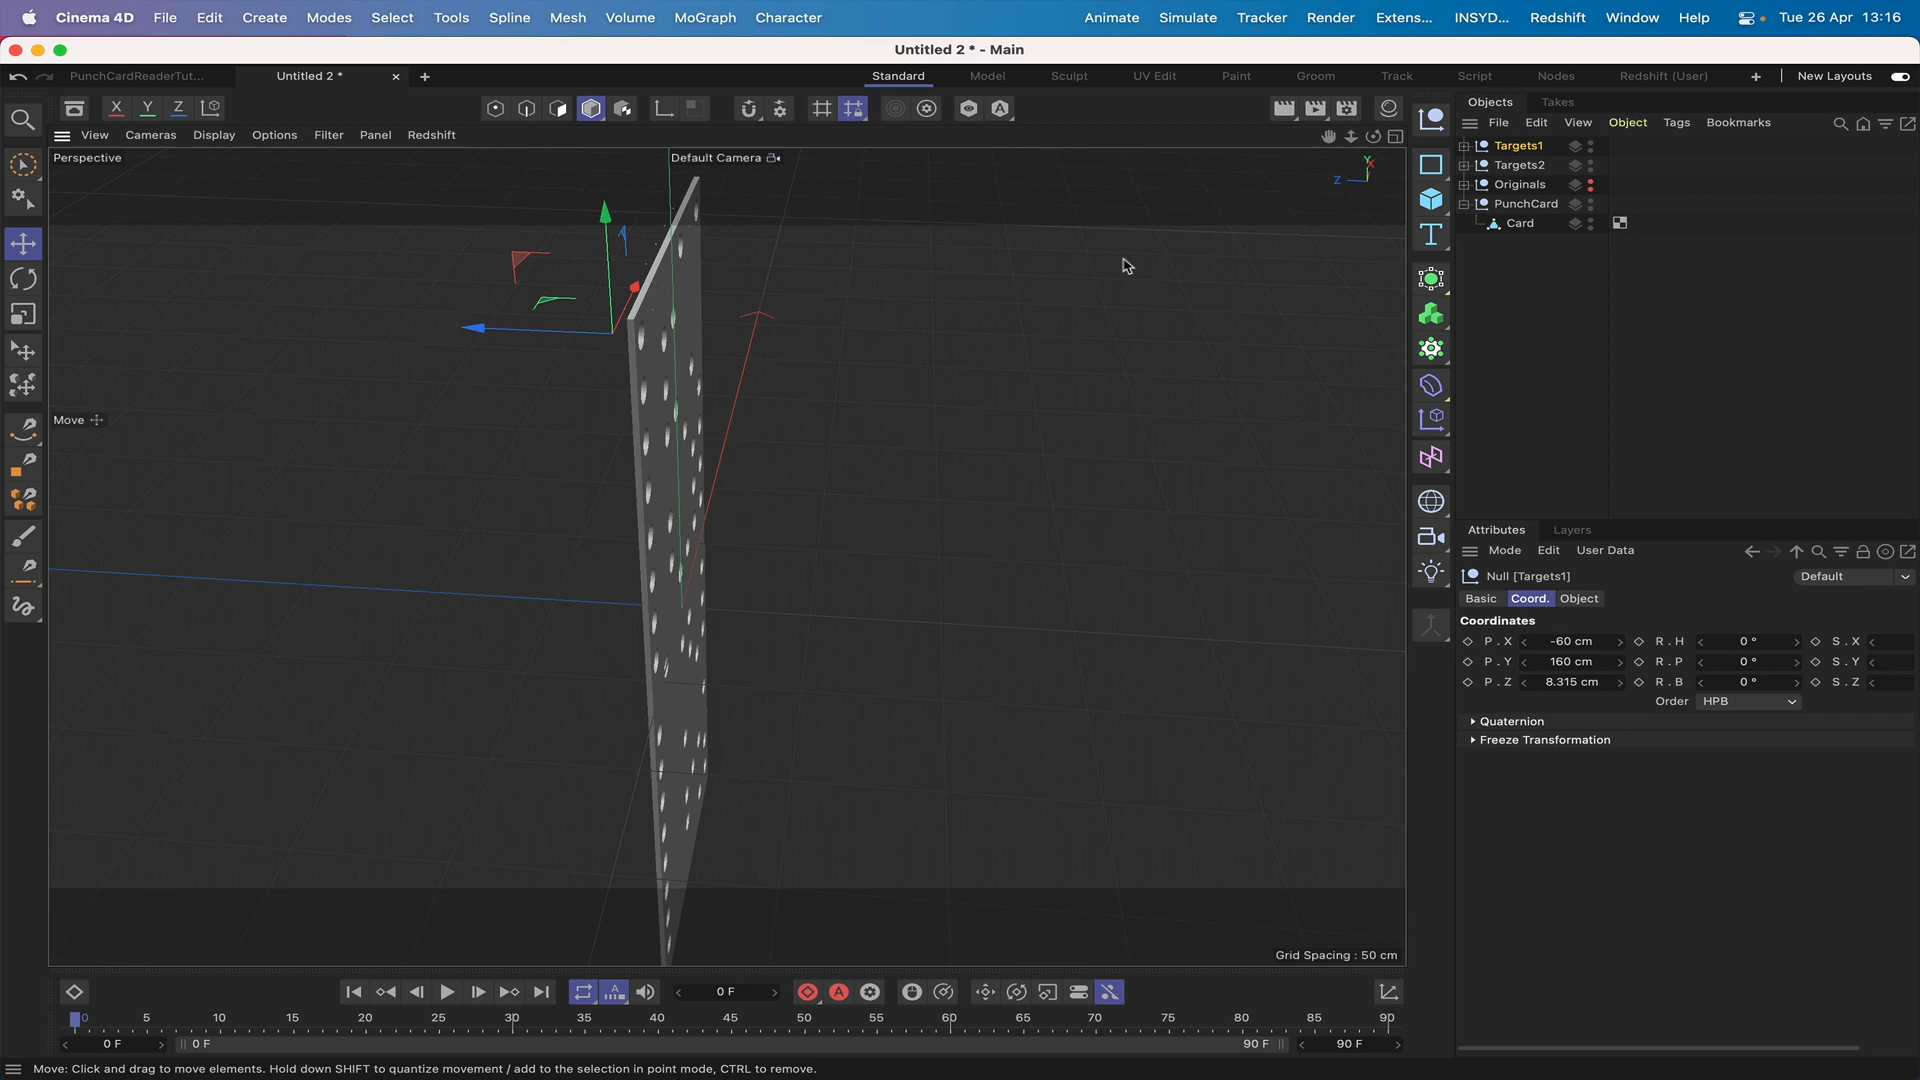 Cinema 4D File Edit Create Modes Select Tools Spline Mesh Volume MoGraph Character Animate Simulate Tracker Render Extens... INSYD... Redshift Window Help Tue 26 Apr 13:16
Untitled 2 * - Main
PunchCardReaderTut... Untitled 2 * × + Standard Model Sculpt UV Edit Paint Groom Track Script Nodes Redshift (User) + New Layouts
X Y Z
Objects Takes
View Cameras Display Options Filter Panel Redshift
File Edit View Object Tags Bookmarks
Perspective
Default Camera
Y
X
Z
Targets1
Targets2
Originals
PunchCard
Card
Move
Attributes Layers
Mode Edit User Data
Null [Targets1]
Default
Basic Coord. Object
Coordinates
P . X -60 cm R . H 0 ° S . X
P . Y 160 cm R . P 0 ° S . Y
P . Z 8.315 cm R . B 0 ° S . Z
Order HPB
Quaternion
Freeze Transformation
Grid Spacing : 50 cm
0 F
0 5 10 15 20 25 30 35 40 45 50 55 60 65 70 75 80 85 90
0 F 0 F 90 F 90 F
Move: Click and drag to move elements. Hold down SHIFT to quantize movement / add to the selection in point mode, CTRL to remove.